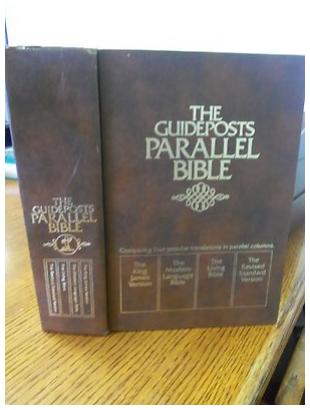 THE
GUIDEPOSTS
PARALLEL
BIBLE
Comparing four popular translations in parallel columns.
The
King
James
Version
The
Modern
Language
Bible
The
Living
Bible
The
Revised
Standard
Version
THE
GUIDEPOSTS
PARALLEL
BIBLE